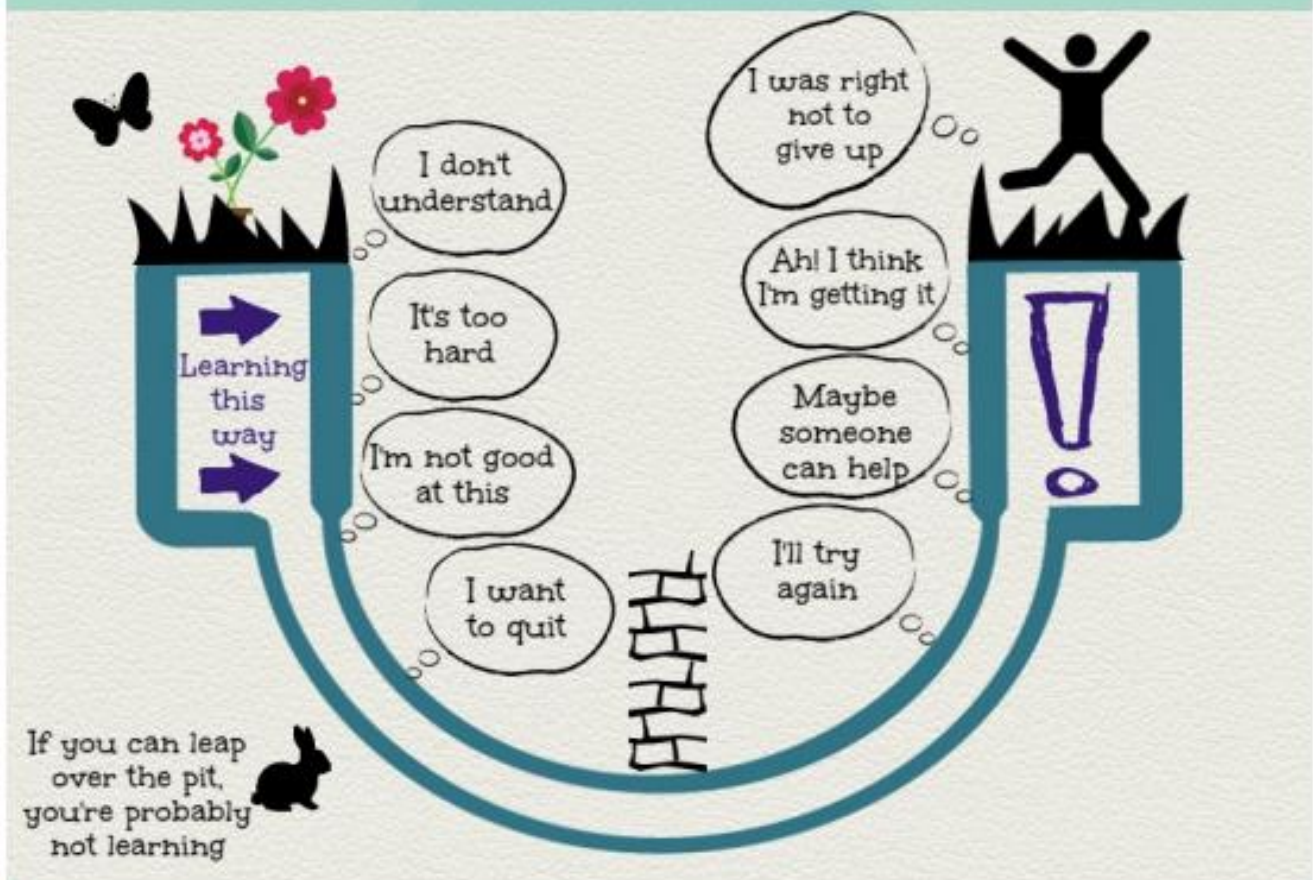 I don't
understand
It's too
hard
I'm not good
at this
I want
to quit
I'll try
again
Maybe
someone
can help
Ah! I think
I'm getting it
I was right
not to
give up
Learning
this
way
!
If you can leap
over the pit,
you're probably
not learning